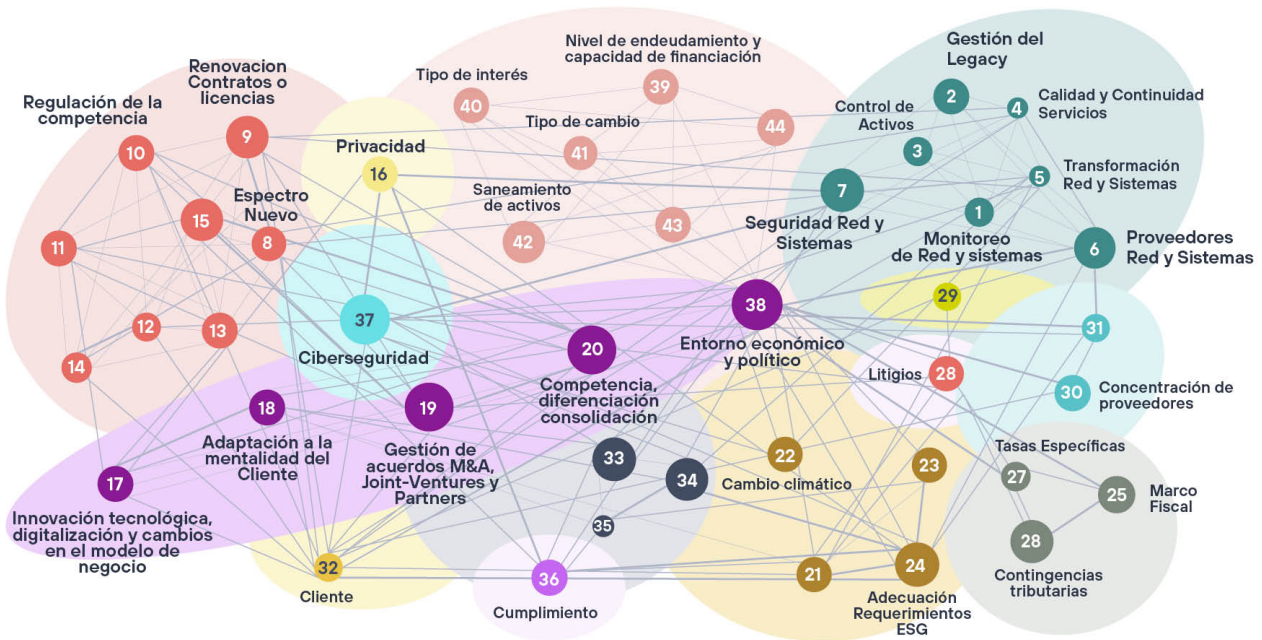 Renovacion
Contratos o
licencias
Regulación de la
competencia
10
9
15
Espectro
Nuevo
8
11
12
13
14
Privacidad
16
37
Ciberseguridad
Nivel de endeudamiento y
capacidad de financiación
39
Tipo de interés
40
Tipo de cambio
41
44
Saneamiento
de activos
42
43
Gestión del
Legacy
2
4
Calidad y Continuidad
Servicios
Control de
Activos
3
5
Transformación
Red y Sistemas
7
Seguridad Red y
Sistemas
1
Monitoreo
de Red y sistemas
6
Proveedores
Red y Sistemas
29
31
30
Concentración de
proveedores
Litigios
28
38
Entorno económico
y político
20
Competencia,
diferenciación
consolidación
19
Gestión de
acuerdos M&A,
Joint-Ventures y
Partners
18
Adaptación a la
mentalidad del
Cliente
17
Innovación tecnológica,
digitalización y cambios
en el modelo de
negocio
33
34
35
32
Cliente
36
Cumplimiento
22
Cambio climático
23
21
24
Adecuación
Requerimientos
ESG
Tasas Específicas
27
25
Marco
Fiscal
28
Contingencias
tributarias